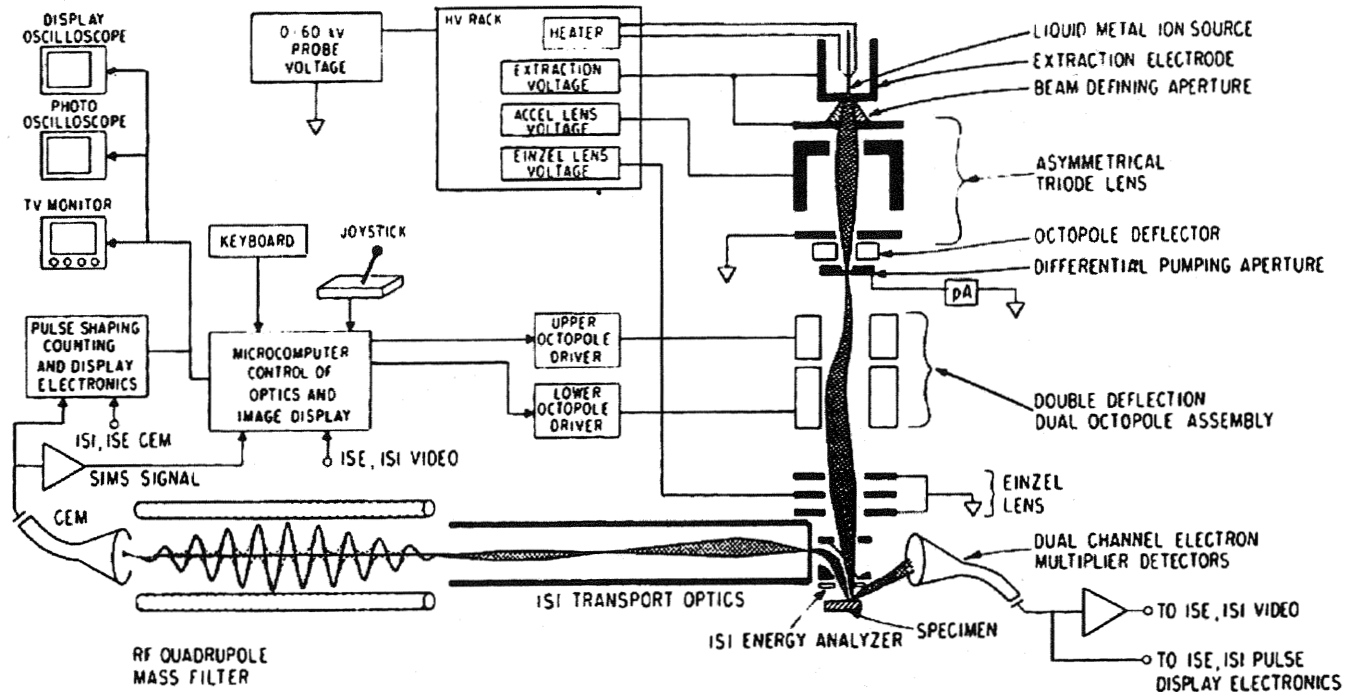 DISPLAY
OSCILLOSCOPE
PHOTO
OSCILLOSCOPE
TV MONITOR
0-60 kV
PROBE
VOLTAGE
HV RACK
HEATER
EXTRACTION
VOLTAGE
ACCEL LENS
VOLTAGE
EINZEL LENS
VOLTAGE
LIQUID METAL ION SOURCE
EXTRACTION ELECTRODE
BEAM DEFINING APERTURE
ASYMMETRICAL
TRIODE LENS
OCTOPOLE DEFLECTOR
DIFFERENTIAL PUMPING APERTURE
pA
KEYBOARD
JOYSTICK
PULSE SHAPING
COUNTING
AND DISPLAY
ELECTRONICS
MICROCOMPUTER
CONTROL OF
OPTICS AND
IMAGE DISPLAY
UPPER
OCTOPOLE
DRIVER
LOWER
OCTOPOLE
DRIVER
DOUBLE DEFLECTION
DUAL OCTOPOLE ASSEMBLY
ISI, ISE CEM
SIMS SIGNAL
ISE, ISI VIDEO
EINZEL
LENS
CEM
DUAL CHANNEL ELECTRON
MULTIPLIER DETECTORS
ISI TRANSPORT OPTICS
ISI ENERGY ANALYZER
SPECIMEN
TO ISE, ISI VIDEO
TO ISE, ISI PULSE
DISPLAY ELECTRONICS
RF QUADRUPOLE
MASS FILTER